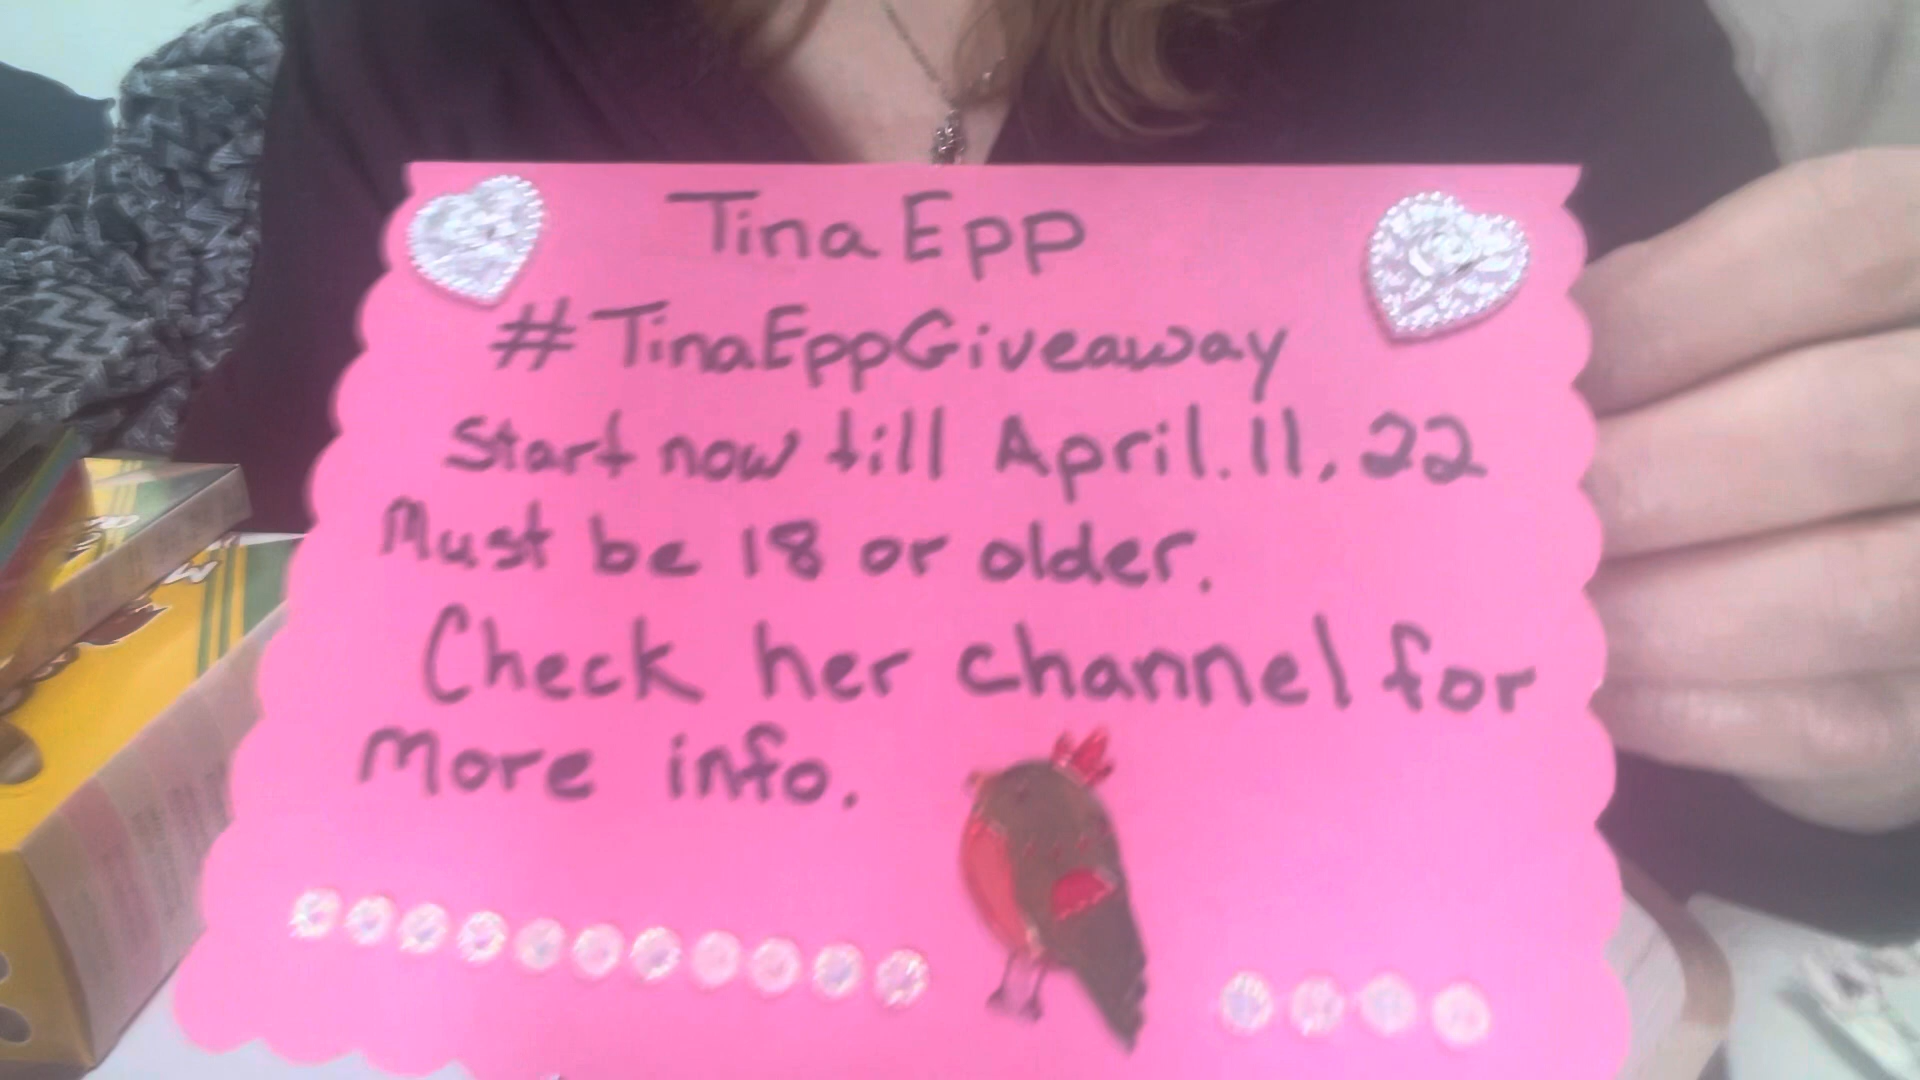 Tina Epp
#TinaEppGiveaway
Start now till April. 11, 22
Must be 18 or older.
Check her channel for
More info.